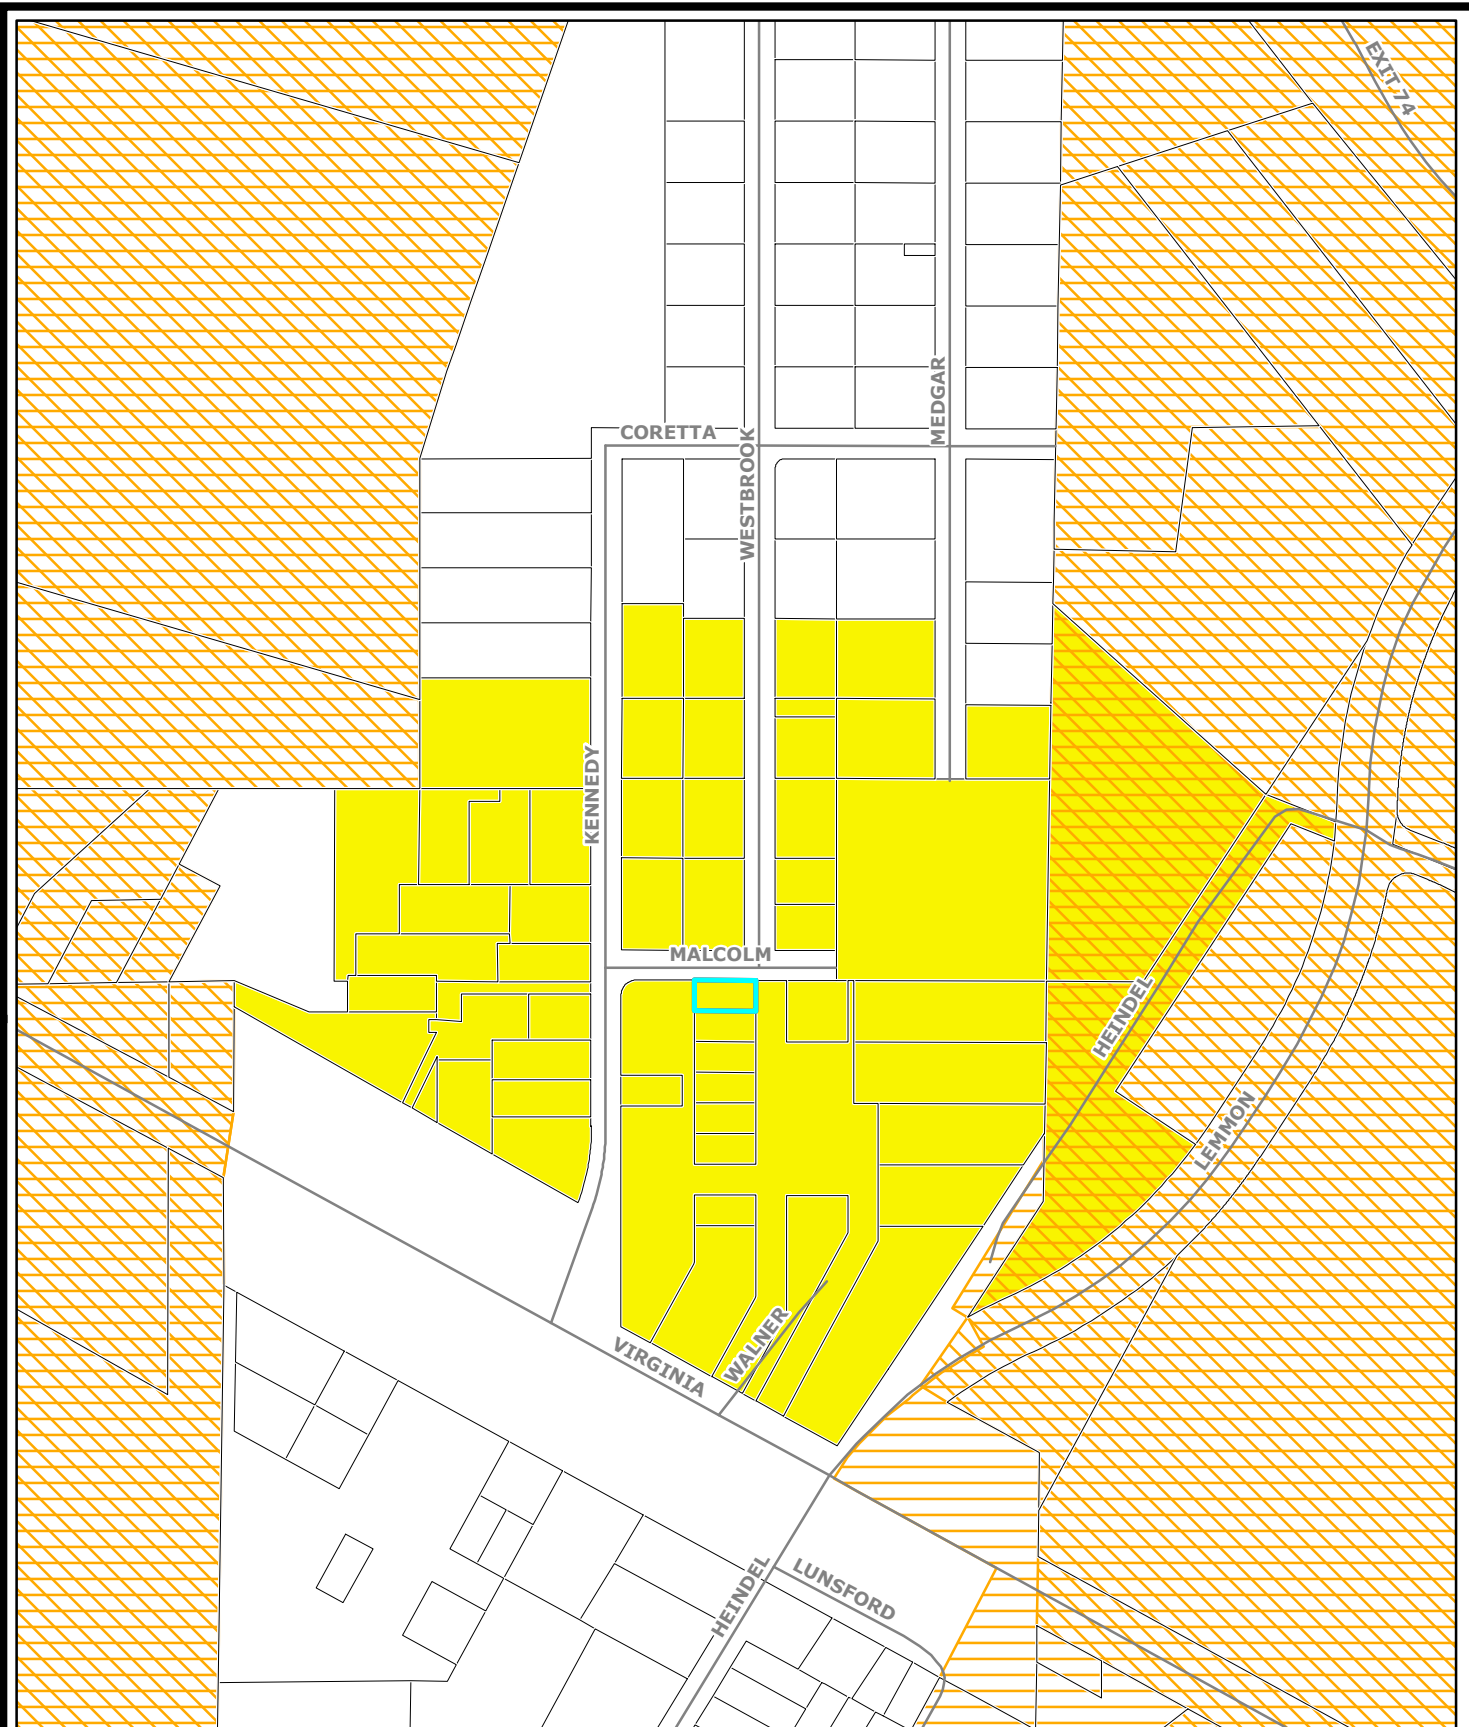 EXIT 74
CORETTA
MEDGAR
WESTBROOK
KENNEDY
MALCOLM
HEINDEL
LEMMON
WALNER
VIRGINIA
HEINDEL
LUNSFORD